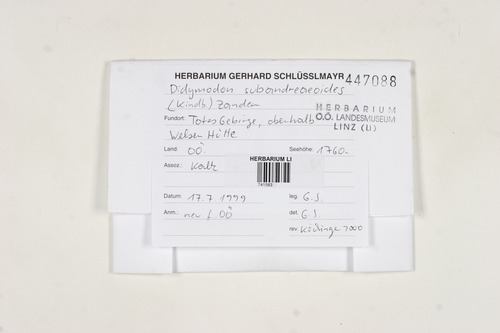 HERBARIUM GERHARD SCHLÜSSLMAYR 447088
Didymodon subandreaeoides
(Kindb.) Zander
HERBARIUM
O.Ö. LANDESMUSEUM
LINZ (LI)
Fundort: Totes Gebirge, oberhalb
Welser Hütte
Land OÖ Seehöhe: 1760-
Assoz.: Kalk
HERBARIUM LI
Datum: 17.7 1999 leg. G.S.
Anm.: neu f. OÖ det. G.S.
rev. Köckinger 2000